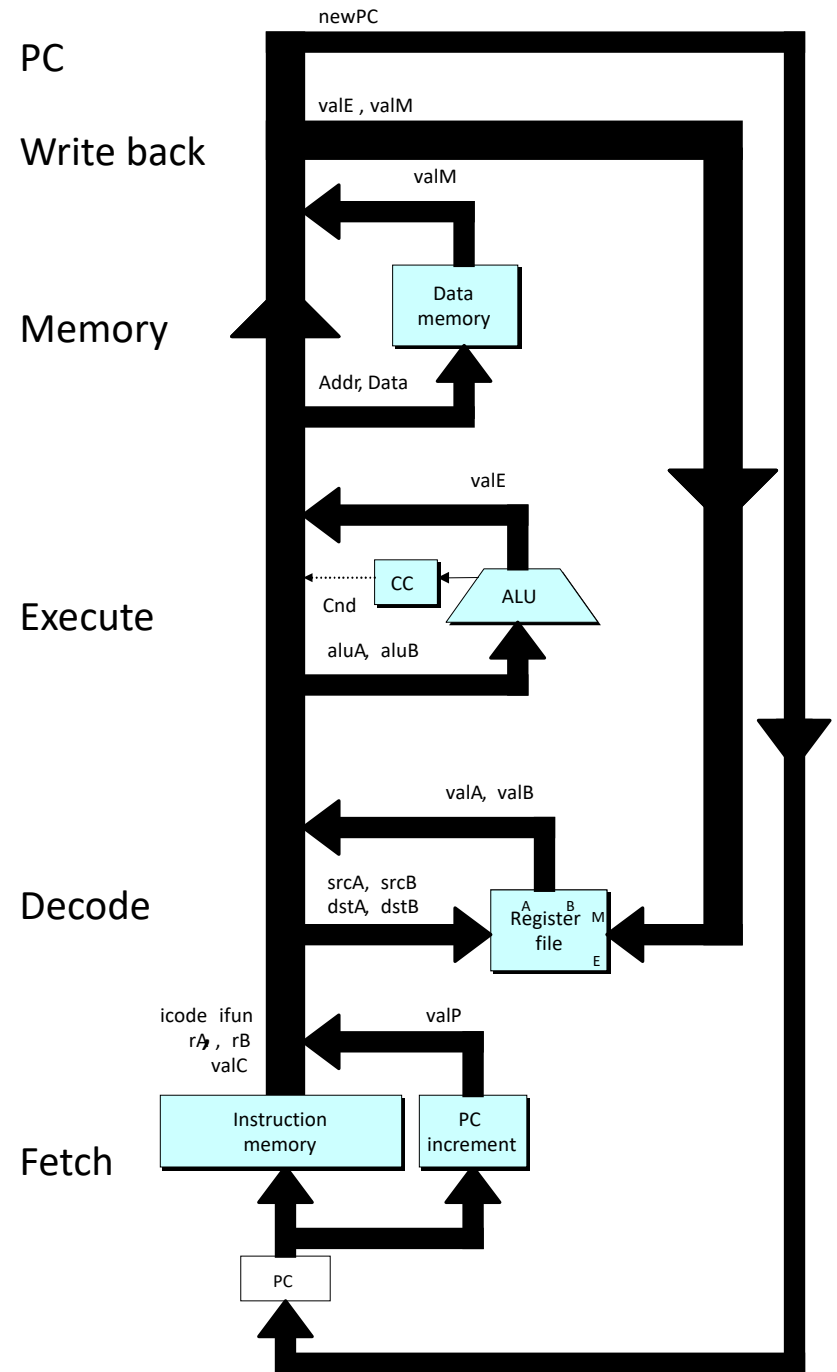 newPC
PC
valE , valM
Write back
valM
Data
memory
Memory
Addr, Data
valE
CC
ALU
Cnd
Execute
aluA, aluB
valA, valB
srcA, srcB
dstA, dstB
Decode
A B
Register M
file
E
icode ifun
rA, , rB
valC
valP
Instruction
memory
PC
increment
Fetch
PC